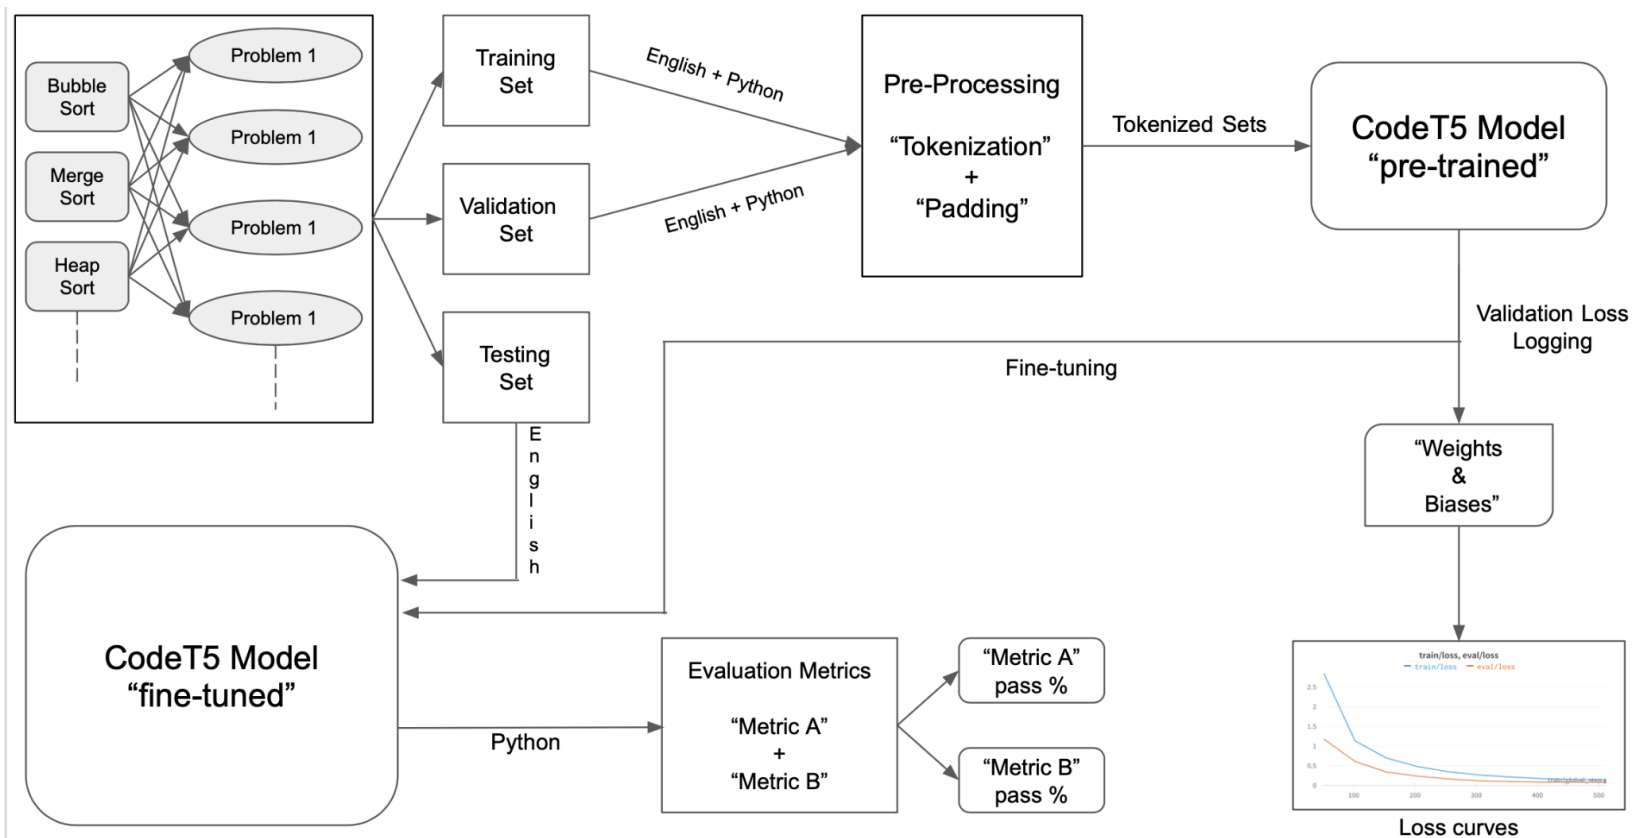 Bubble
Sort
Merge
Sort
Heap
Sort
Problem 1
Problem 1
Problem 1
Problem 1
Training
Set
Validation
Set
Testing
Set
English + Python
English + Python
Pre-Processing
“Tokenization”
+
“Padding”
Tokenized Sets
CodeT5 Model
“pre-trained”
Validation Loss
Logging
Fine-tuning
English
“Weights
&
Biases”
CodeT5 Model
“fine-tuned”
Python
Evaluation Metrics
“Metric A”
+
“Metric B”
“Metric A”
pass %
“Metric B”
pass %
train/loss, eval/loss
train/loss eval/loss
2.5
2
1.5
1
0.5
0
train/global_step
100 200 300 400 500
Loss curves